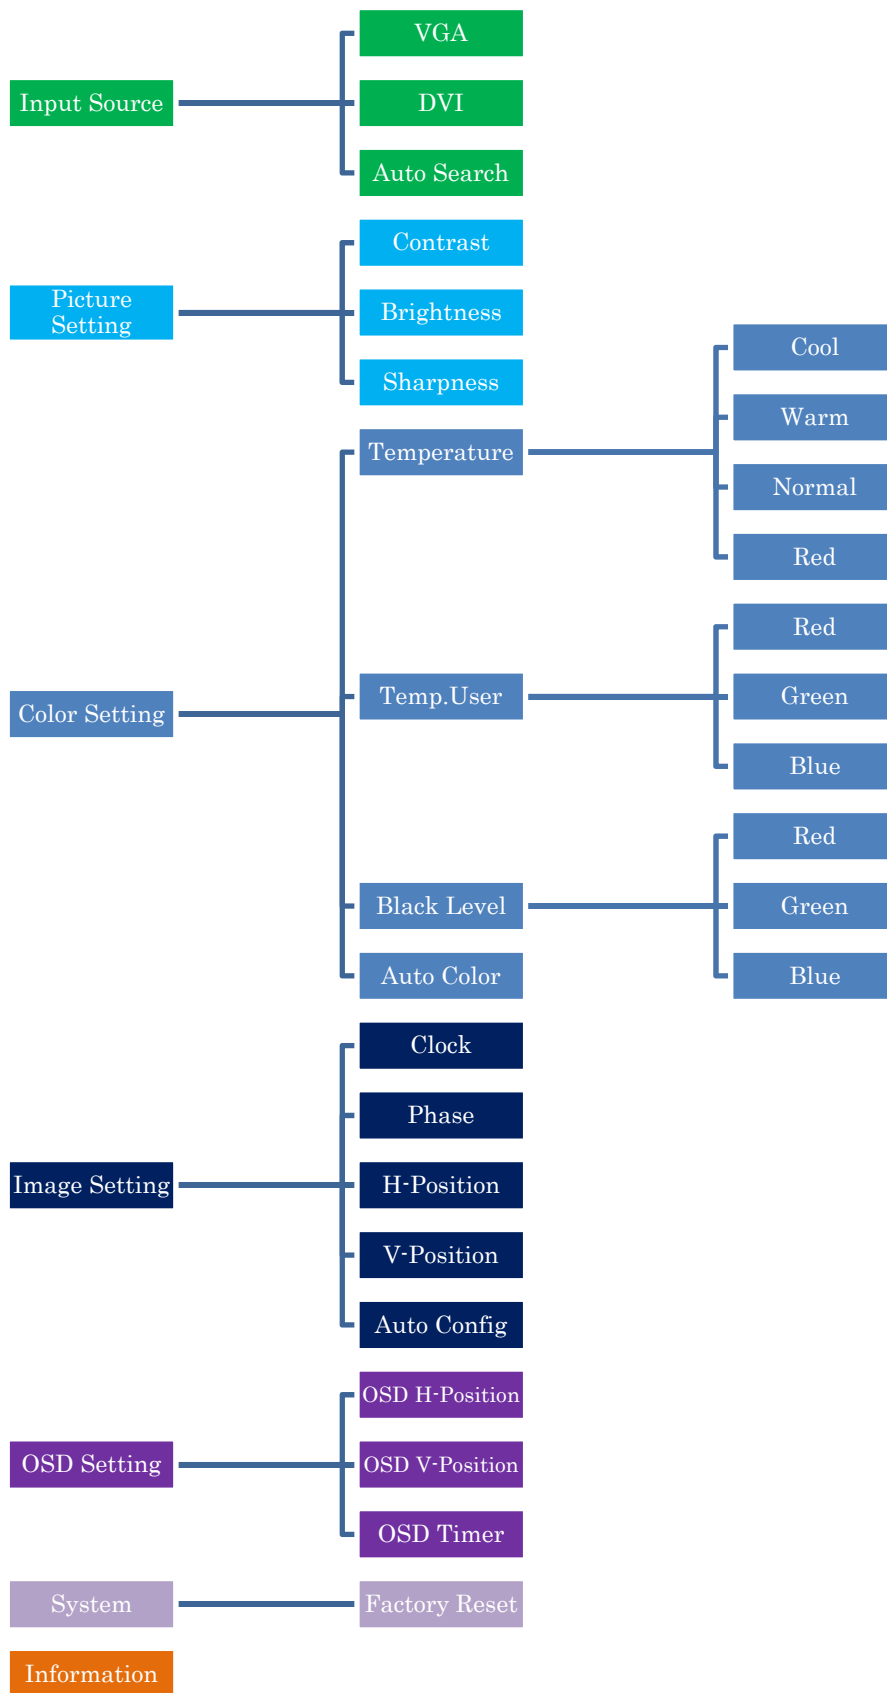 Input Source
VGA
DVI
Auto Search
Picture
Setting
Contrast
Brightness
Sharpness
Color Setting
Temperature
Cool
Warm
Normal
Red
Temp.User
Red
Green
Blue
Black Level
Red
Green
Blue
Auto Color
Image Setting
Clock
Phase
H-Position
V-Position
Auto Config
OSD Setting
OSD H-Position
OSD V-Position
OSD Timer
System
Factory Reset
Information